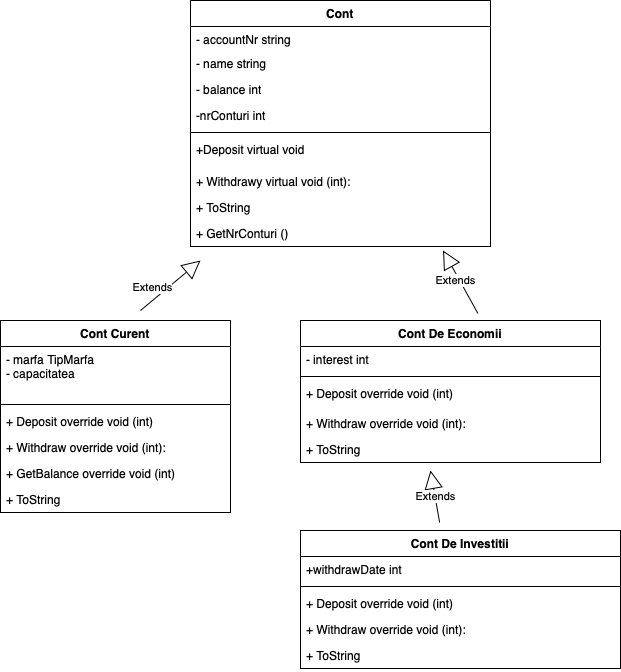 Cont
- accountNr string
- name string
- balance int
-nrConturi int
+Deposit virtual void
+ Withdrawy virtual void (int):
+ ToString
+ GetNrConturi ()
Extends
Extends
Cont Curent
- marfa TipMarfa
- capacitatea
+ Deposit override void (int)
+ Withdraw override void (int):
+ GetBalance override void (int)
+ ToString
Cont De Economii
- interest int
+ Deposit override void (int)
+ Withdraw override void (int):
+ ToString
Extends
Cont De Investitii
+withdrawDate int
+ Deposit override void (int)
+ Withdraw override void (int):
+ ToString